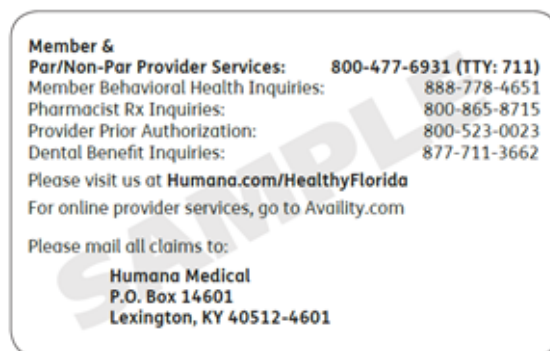 Member &
Par/Non-Par Provider Services: 800-477-6931 (TTY: 711)
Member Behavioral Health Inquiries: 888-778-4651
Pharmacist Rx Inquiries: 800-865-8715
Provider Prior Authorization: 800-523-0023
Dental Benefit Inquiries: 877-711-3662
Please visit us at Humana.com/HealthyFlorida
For online provider services, go to Availity.com
Please mail all claims to:
Humana Medical
P.O. Box 14601
Lexington, KY 40512-4601
SAMPLE